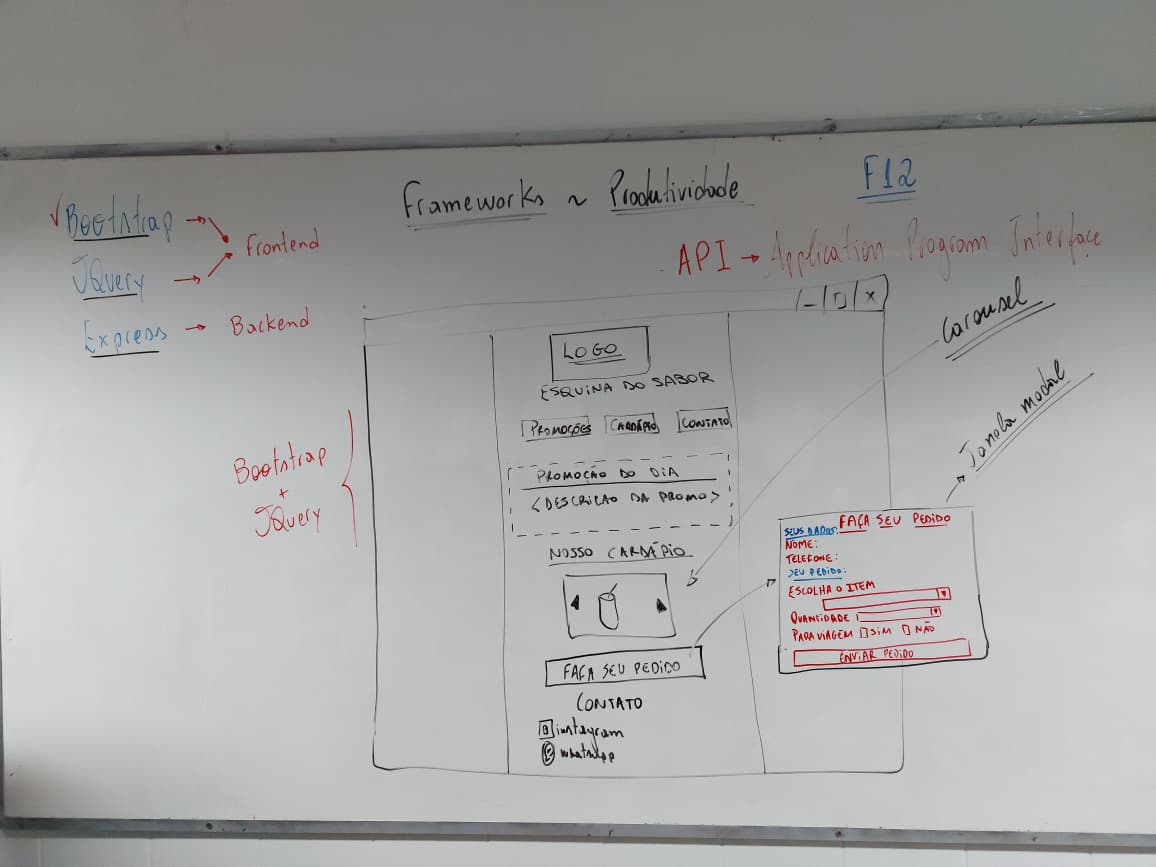 Frameworks ~ Produtividade
F12
Bootstrap → Frontend
JQuery →
Express → Backend
API → Application Program Interface
- | □ | X
Carousel
Janela modal
LOGO
ESQUINA DO SABOR
PROMOÇÕES CARDÁPIO CONTATO
PROMOÇÃO DO DIA
<DESCRIÇÃO DA PROMO>
NOSSO CARDÁPIO
FAÇA SEU PEDIDO
CONTATO
instagram
whatsapp
Bootstrap
+
JQuery
FAÇA SEU PEDIDO
SEUS DADOS:
NOME:
TELEFONE:
SEU PEDIDO:
ESCOLHA O ITEM
QUANTIDADE
PARA VIAGEM SIM NÃO
ENVIAR PEDIDO